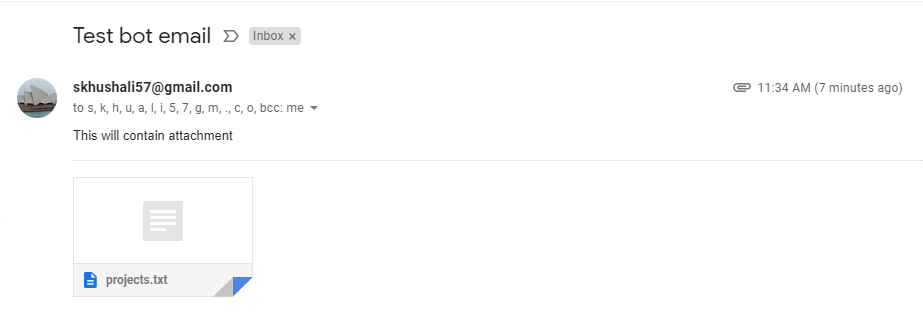 Test bot email Inbox ×
skhushali57@gmail.com 11:34 AM (7 minutes ago)
to s, k, h, u, a, l, i, 5, 7, g, m, ., c, o, bcc: me
This will contain attachment
projects.txt